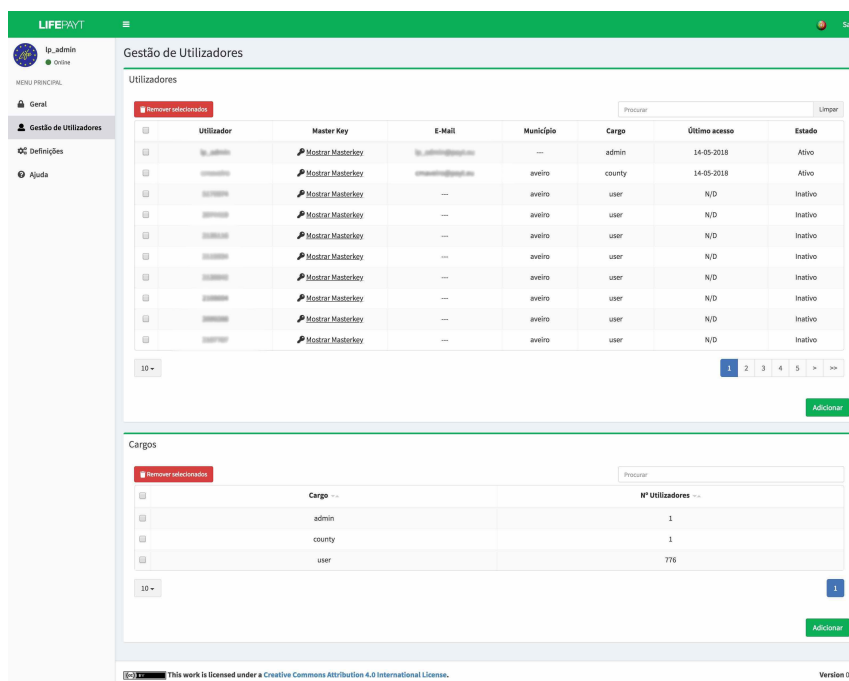 LIFEPAYT
Sa
lp_admin
Online
MENU PRINCIPAL
Geral
Gestão de Utilizadores
Definições
Ajuda
Gestão de Utilizadores
Utilizadores
Remover selecionados
Procurar
Limpar
Utilizador Master Key E-Mail Município Cargo Último acesso Estado
Mostrar Masterkey --- admin 14-05-2018 Ativo
Mostrar Masterkey aveiro county 14-05-2018 Ativo
Mostrar Masterkey --- aveiro user N/D Inativo
Mostrar Masterkey --- aveiro user N/D Inativo
Mostrar Masterkey --- aveiro user N/D Inativo
Mostrar Masterkey --- aveiro user N/D Inativo
Mostrar Masterkey --- aveiro user N/D Inativo
Mostrar Masterkey --- aveiro user N/D Inativo
Mostrar Masterkey --- aveiro user N/D Inativo
Mostrar Masterkey --- aveiro user N/D Inativo
10
1 2 3 4 5 > >>
Adicionar
Cargos
Remover selecionados
Procurar
Cargo Nº Utilizadores
admin 1
county 1
user 776
10
1
Adicionar
This work is licensed under a Creative Commons Attribution 4.0 International License.
Version 0